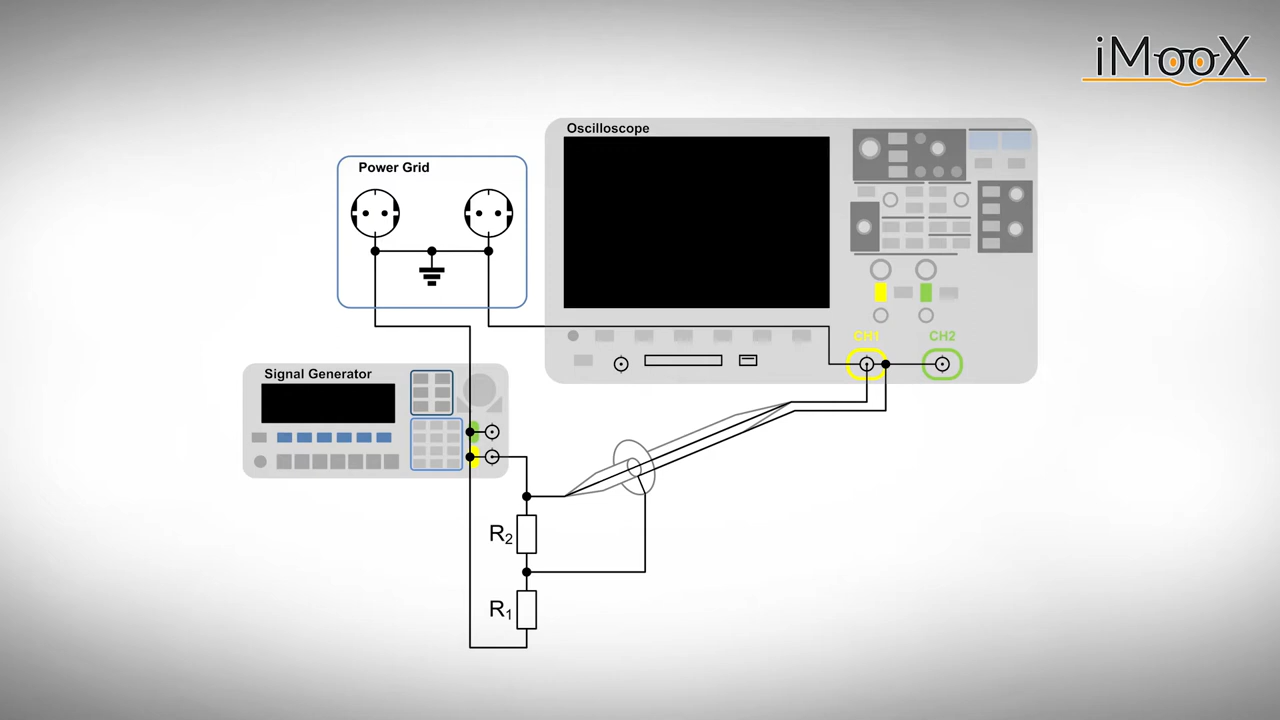 iMooX
Oscilloscope
Power Grid
CH1
CH2
Signal Generator
R2
R1